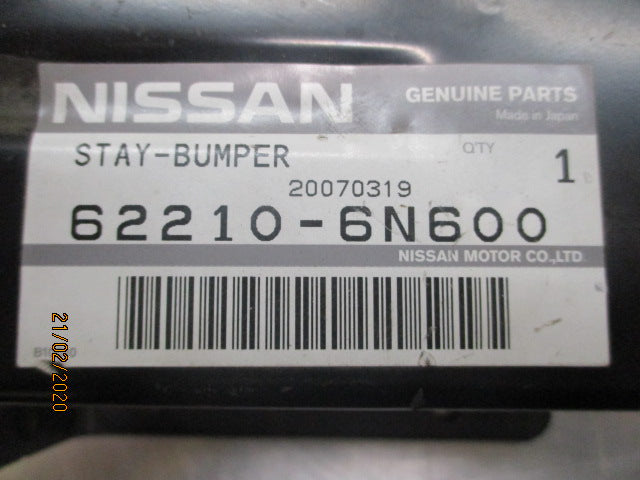 NISSAN
GENUINE PARTS
Made in Japan
STAY-BUMPER
Q'TY
1
20070319
62210-6N600
NISSAN MOTOR CO.,LTD
21/02/2020